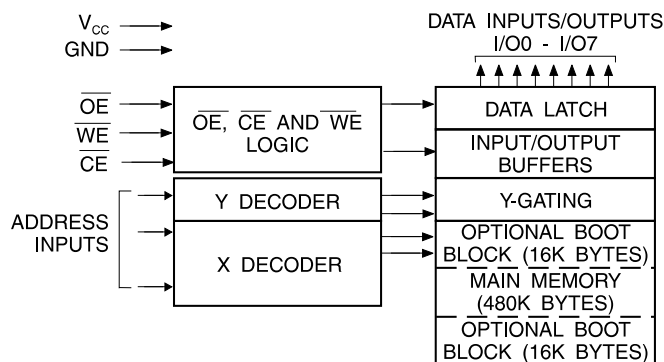 V_CC
GND
DATA INPUTS/OUTPUTS
I/O0 - I/O7
OE
WE
CE
OE, CE AND WE
LOGIC
DATA LATCH
INPUT/OUTPUT
BUFFERS
ADDRESS
INPUTS
Y DECODER
Y-GATING
X DECODER
OPTIONAL BOOT
BLOCK (16K BYTES)
MAIN MEMORY
(480K BYTES)
OPTIONAL BOOT
BLOCK (16K BYTES)